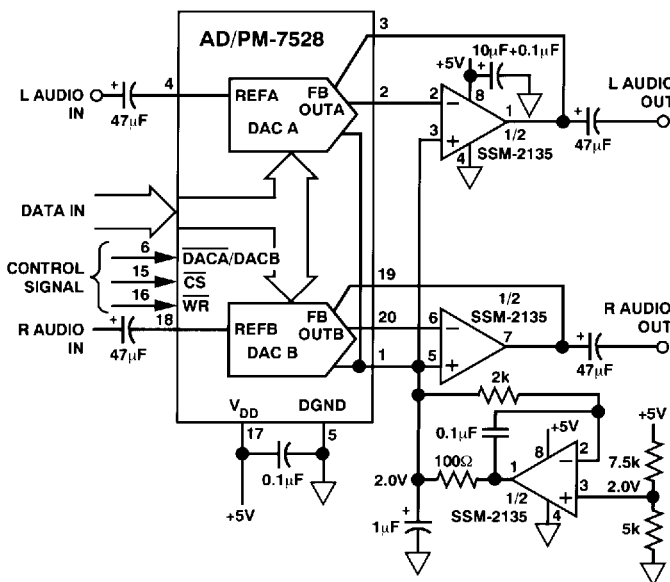 AD/PM-7528
3
+5V
10µF+0.1µF
L AUDIO
IN
+
47µF
4
REFA
FB
OUTA
DAC A
2
2
−
8
+
1
1/2
SSM-2135
3
+
4
+
47µF
L AUDIO
OUT
DATA IN
CONTROL
SIGNAL
6
DACA/DACB
15
CS
16
WR
R AUDIO
IN
+
47µF
18
REFB
FB
OUTB
DAC B
19
20
1
6
−
5
+
7
1/2
SSM-2135
+
47µF
R AUDIO
OUT
VDD
DGND
17
5
0.1µF
+5V
2k
0.1µF
100Ω
2.0V
1µF
+
+5V
8
1
−
2
+
3
4
1/2
SSM-2135
2.0V
+5V
7.5k
5k